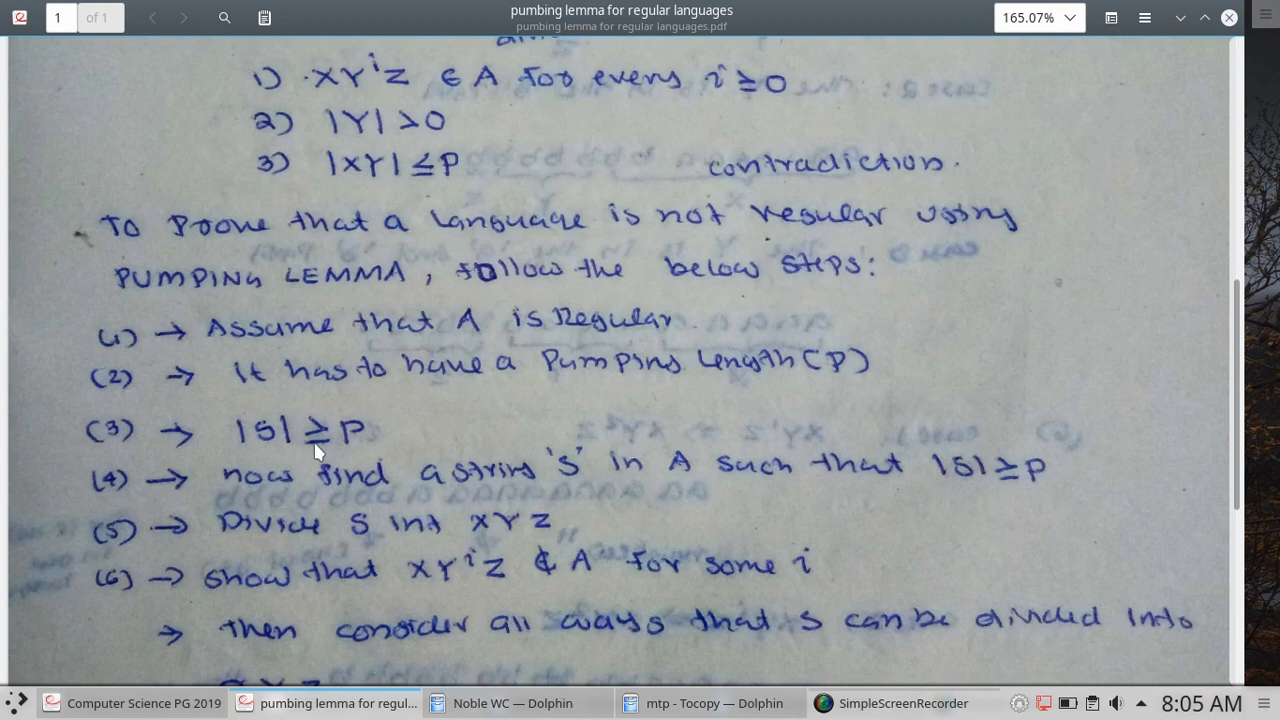 pumbing lemma for regular languages
pumbing lemma for regular languages.pdf
1 of 1
165.07%
1) XYⁱZ ∈ A for evens i ≥ 0
2) |Y| > 0
3) |XY| ≤ P contradiction.
To Prove that a Language is not regular using
PUMPING LEMMA, follow the below steps:
(1) → Assume that A is Regular.
(2) → It has to have a Pumping Length (P)
(3) → |S| ≥ P
(4) → now find a string 'S' in A such that |S| ≥ P
(5) → Divide S int XYZ
(6) → show that XYⁱZ ∉ A for some i
→ Then consider all ways that S can be divided Into
Computer Science PG 2019
pumbing lemma for regul...
Noble WC — Dolphin
mtp - Tocopy — Dolphin
SimpleScreenRecorder
8:05 AM